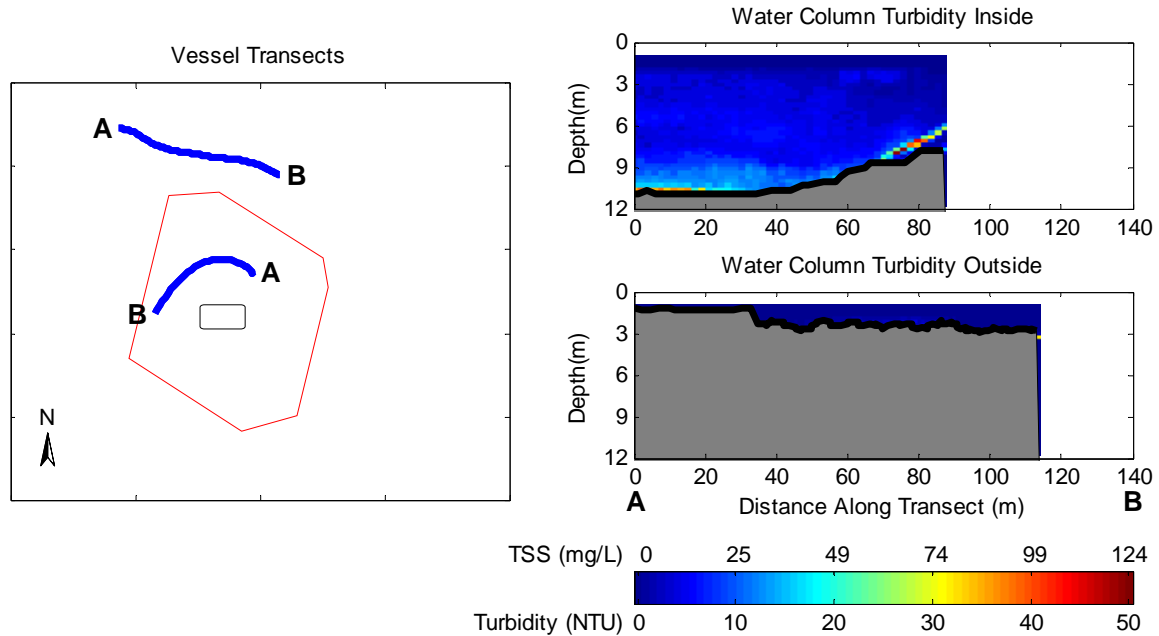 Vessel Transects
A
B
A
B
N
Water Column Turbidity Inside
Depth(m)
0
3
6
9
12
0 20 40 60 80 100 120 140
Water Column Turbidity Outside
Depth(m)
0
3
6
9
12
0 20 40 60 80 100 120 140
A Distance Along Transect (m) B
TSS (mg/L) 0 25 49 74 99 124
Turbidity (NTU) 0 10 20 30 40 50